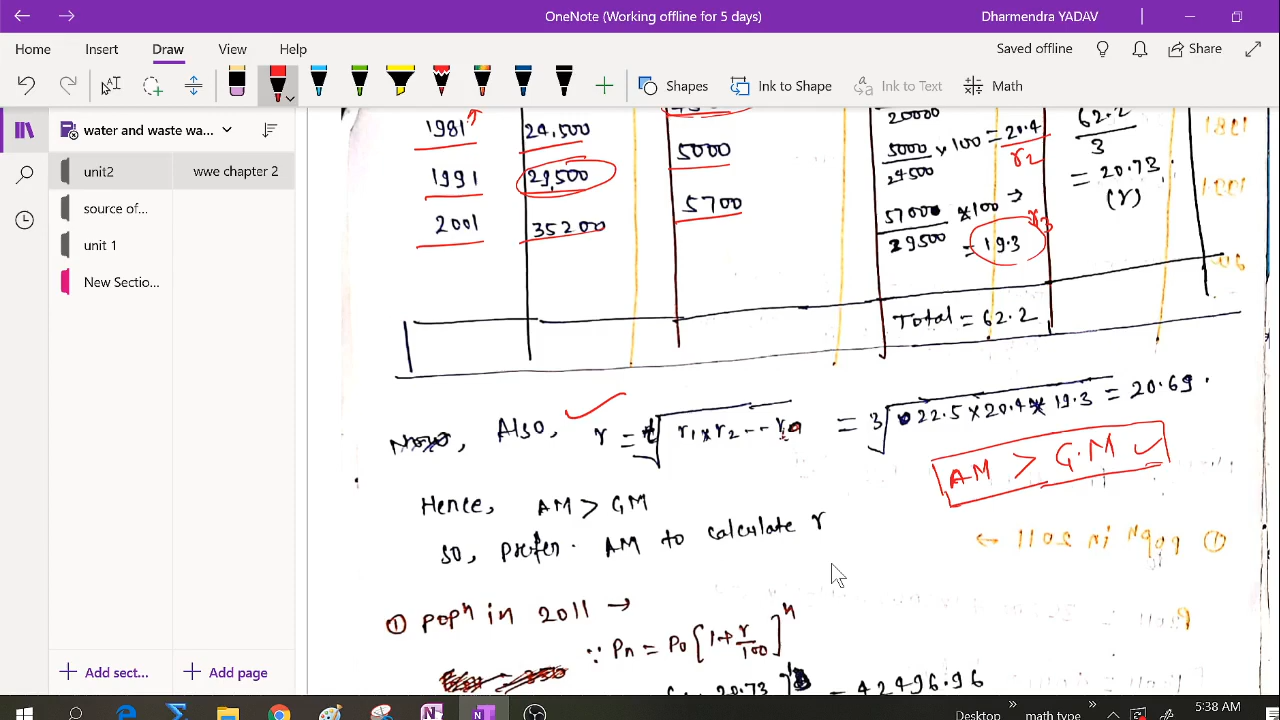 OneNote (Working offline for 5 days)
Dharmendra YADAV
Home Insert Draw View Help
Saved offline
Share
Shapes
Ink to Shape
Ink to Text
Math
water and waste wa...
unit2
source of...
unit 1
New Sectio...
wwe chapter 2
Add sect...
Add page
20000
1981 24,500
5000/24500 × 100 = 20.4
r2
62.2/3
= 20.73
(r)
1991 29,500 5000
2001 35200 5700
57000/29500 × 100 →
r3
= 19.3
Total = 62.2
Also, r = √r1 × r2 -- r = 3√22.5 × 20.4 × 19.3 = 20.69.
AM > G.M
Hence, AM > GM
So, prefer. AM to calculate r
① popⁿ in 2011 →
∵ Pn = Po [1+ r/100]ⁿ
20.73
= 42496.96
5:38 AM
Desktop
math type